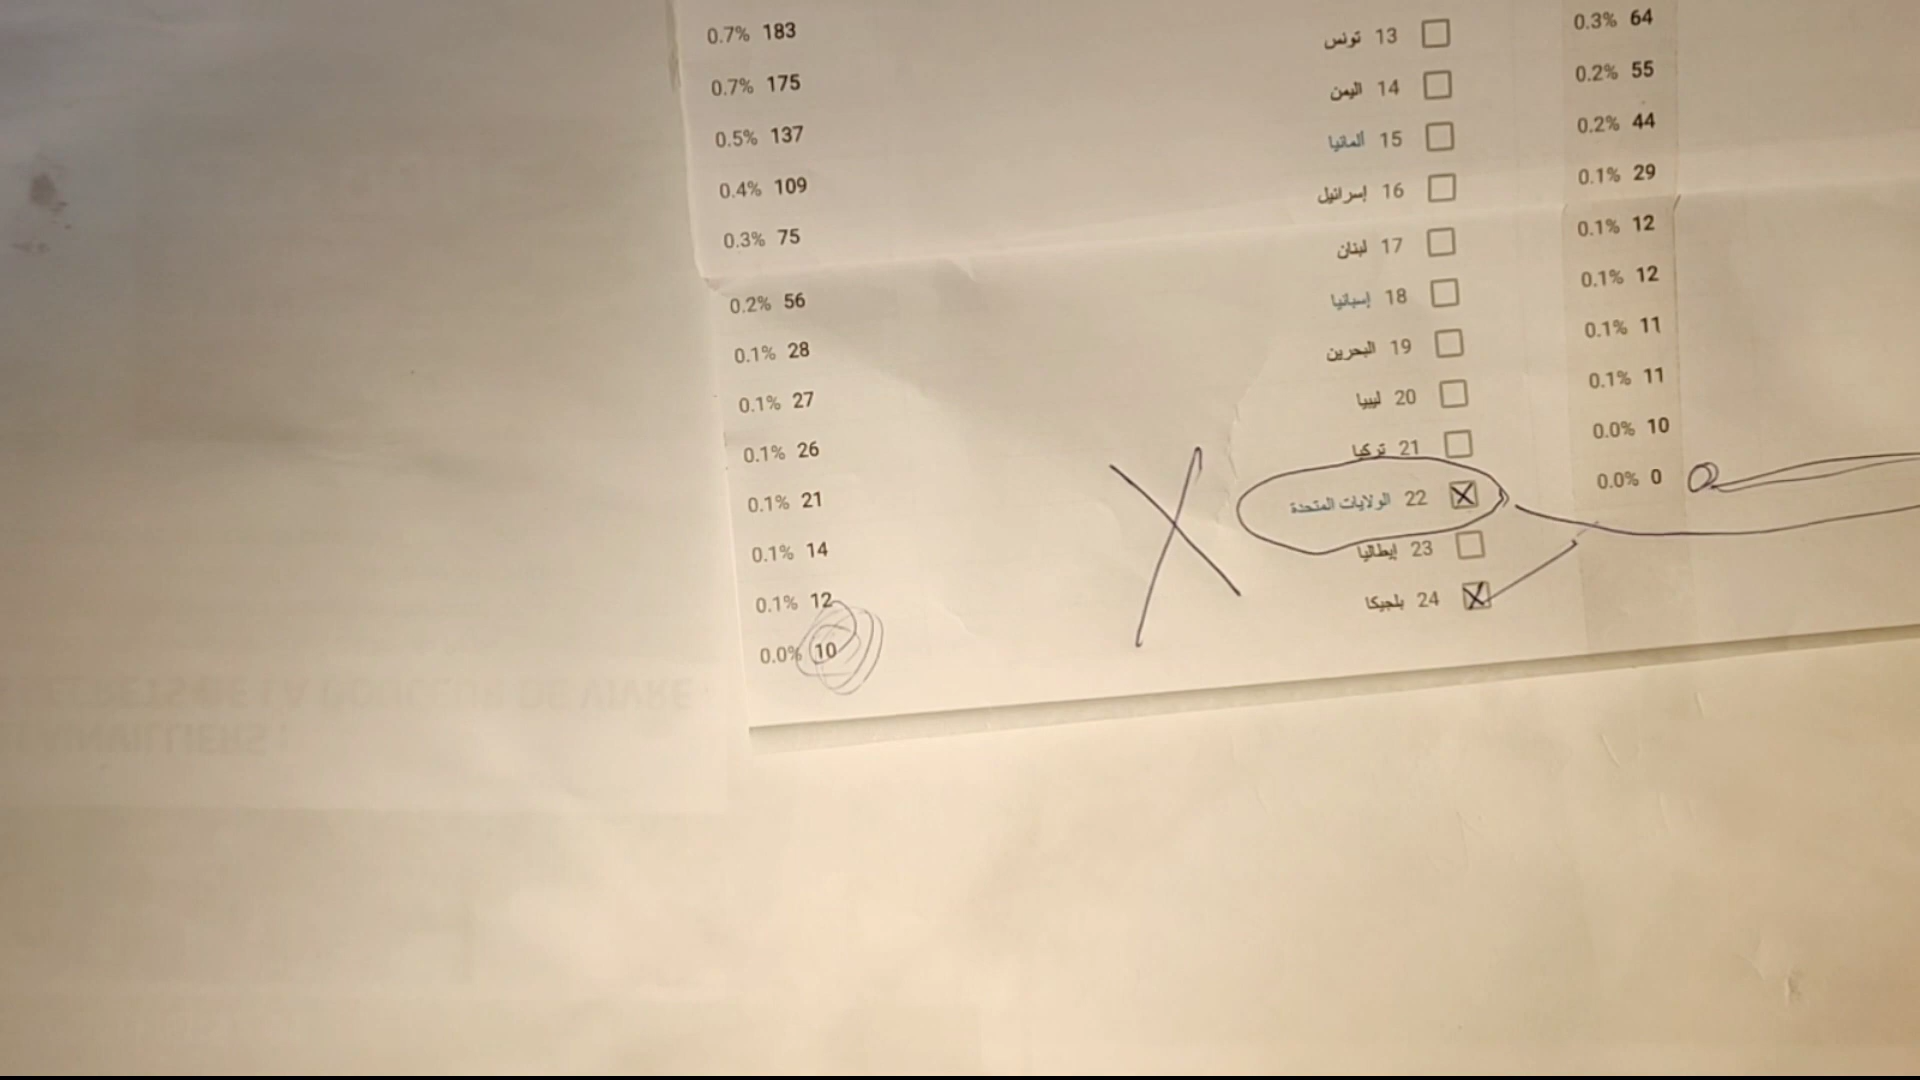 13 تونس 0.7% 183
14 اليمن 0.7% 175
15 ألمانيا 0.5% 137
16 إسرائيل 0.4% 109
17 لبنان 0.3% 75
18 إسبانيا 0.2% 56
19 البحرين 0.1% 28
20 ليبيا 0.1% 27
21 تركيا 0.1% 26
22 الولايات المتحدة 0.1% 21
23 إيطاليا 0.1% 14
24 بلجيكا 0.1% 12
0.0% 10
0.3% 64
0.2% 55
0.2% 44
0.1% 29
0.1% 12
0.1% 12
0.1% 11
0.1% 11
0.0% 10
0.0% 0